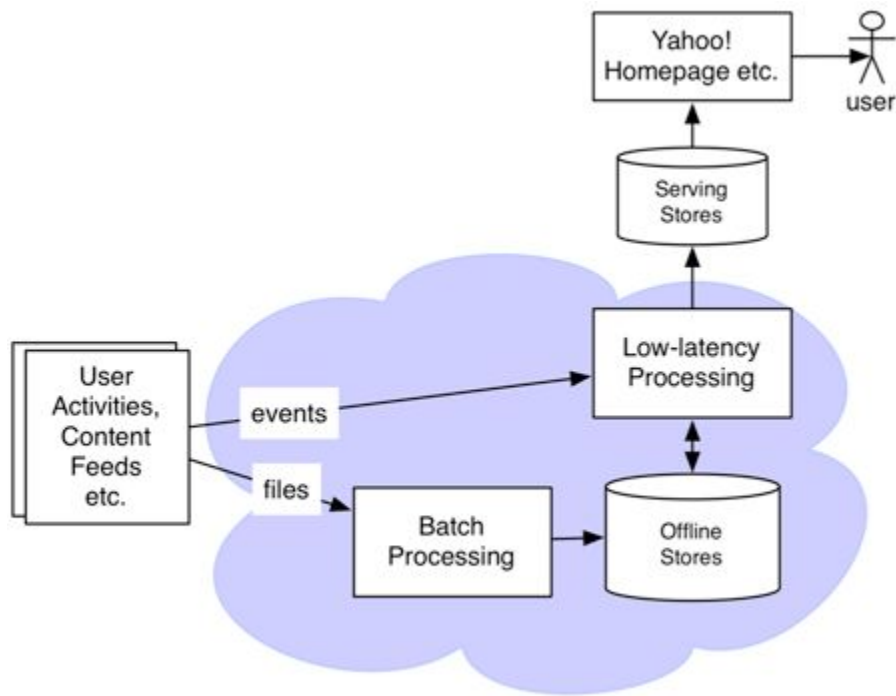 Yahoo!
Homepage etc.
user
Serving
Stores
Low-latency
Processing
User
Activities,
Content
Feeds
etc.
events
files
Batch
Processing
Offline
Stores